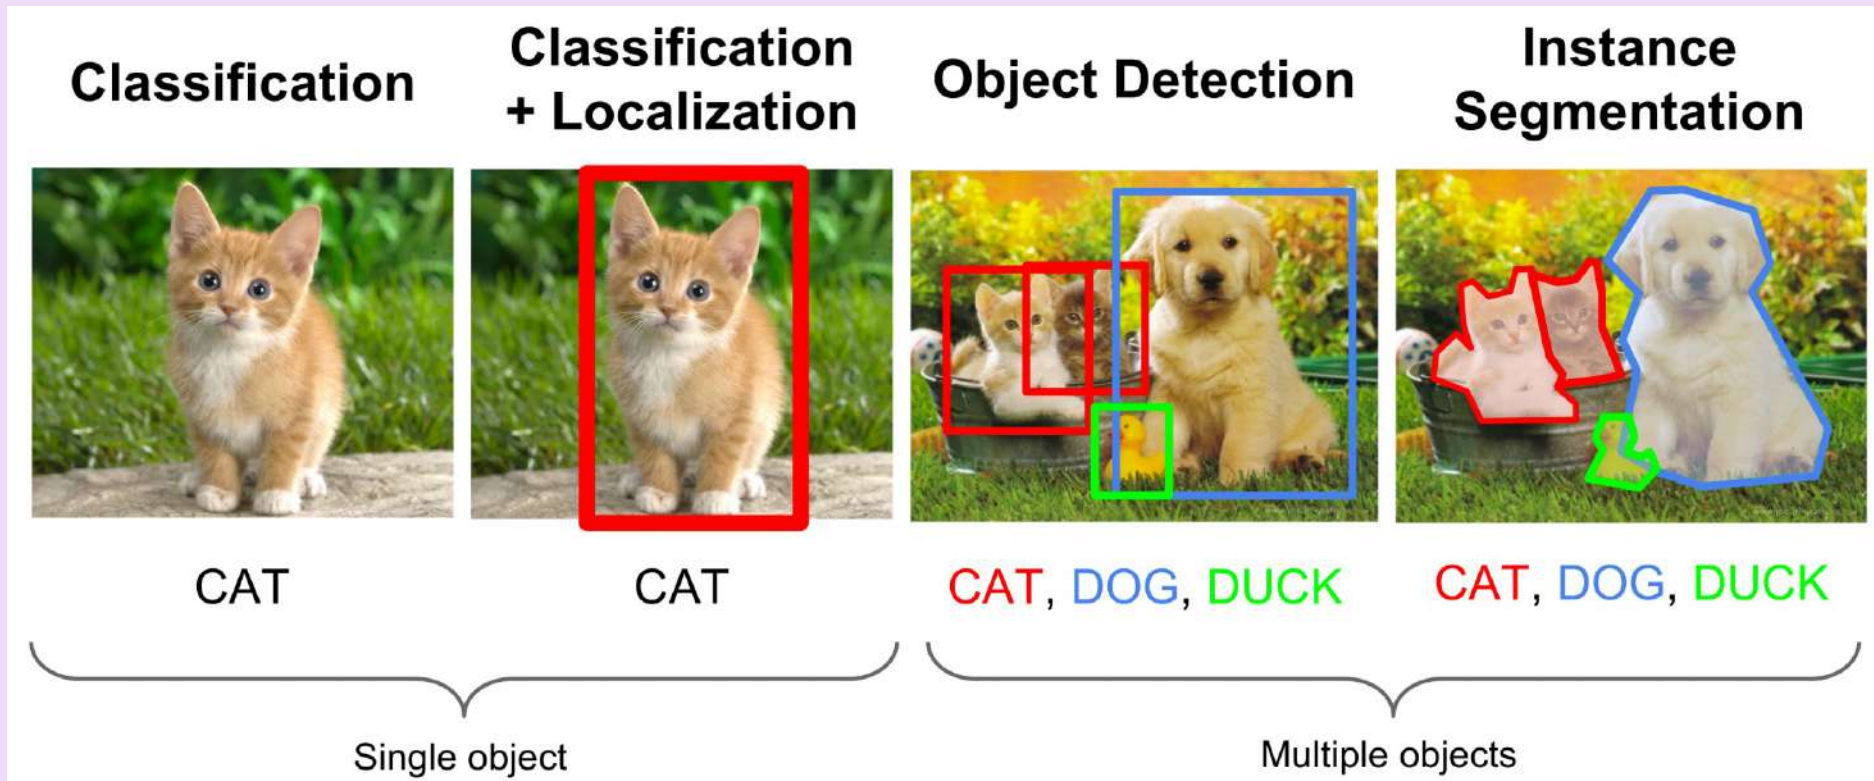 Classification
Classification
+ Localization
Object Detection
Instance
Segmentation
CAT
CAT
CAT, DOG, DUCK
CAT, DOG, DUCK
Single object
Multiple objects